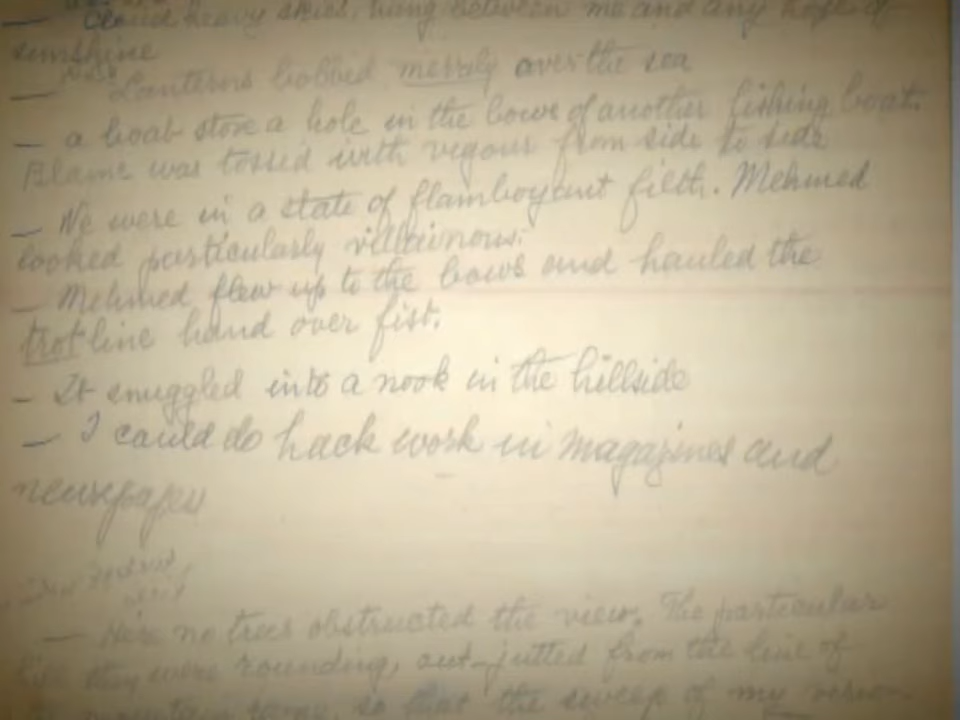 — Cloud heavy skies, hung between me and any hope of
sunshine
— Lanterns bobbed merrily over the sea
— a boat stove a hole in the bows of another fishing boat.
Blame was tossed with vigour from side to side
— We were in a state of flamboyant filth. Mehmed
looked particularly villainous.
— Mehmed flew up to the bows and hauled the
trot line hand over fist.
— It snuggled into a nook in the hillside
— I could do hack work in magazines and
newspaper
— Here no trees obstructed the view. The particular
they were rounding, out-jutted from the line of
so that the sweep of my vision